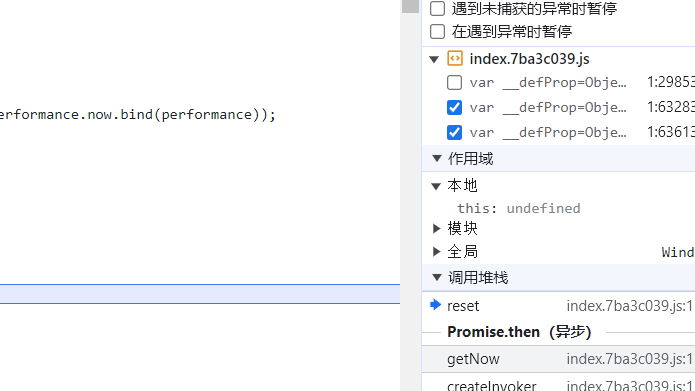 遇到未捕获的异常时暂停
在遇到异常时暂停
index.7ba3c039.js
var __defProp=Obje… 1:29853
erformance.now.bind(performance));
var __defProp=Obje… 1:63283
var __defProp=Obje… 1:63613
作用域
本地
this: undefined
模块
全局 Wind
调用堆栈
reset index.7ba3c039.js:1
Promise.then (异步)
getNow index.7ba3c039.js:1
createInvoker index.7ba3c039.js:1